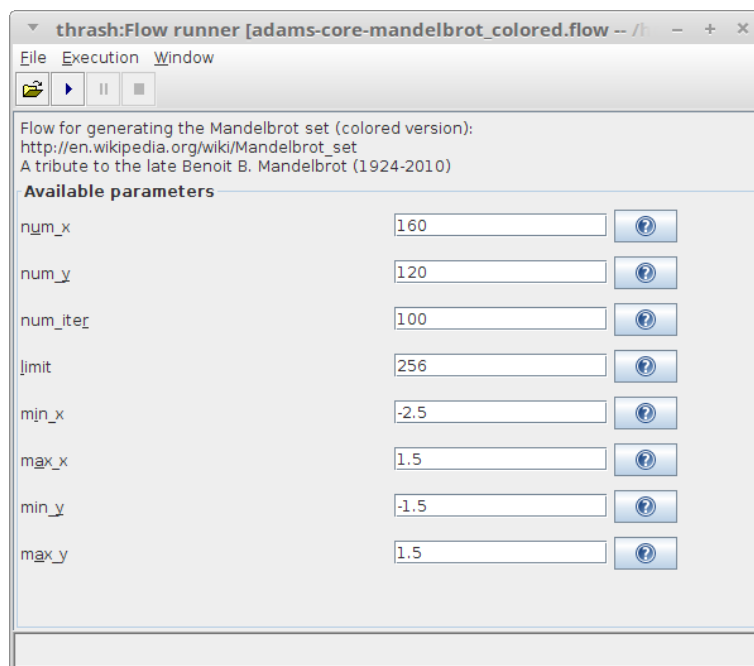 thrash:Flow runner [adams-core-mandelbrot_colored.flow -- /h
File Execution Window
Flow for generating the Mandelbrot set (colored version):
http://en.wikipedia.org/wiki/Mandelbrot_set
A tribute to the late Benoit B. Mandelbrot (1924-2010)
Available parameters
num_x 160
num_y 120
num_iter 100
limit 256
min_x -2.5
max_x 1.5
min_y -1.5
max_y 1.5